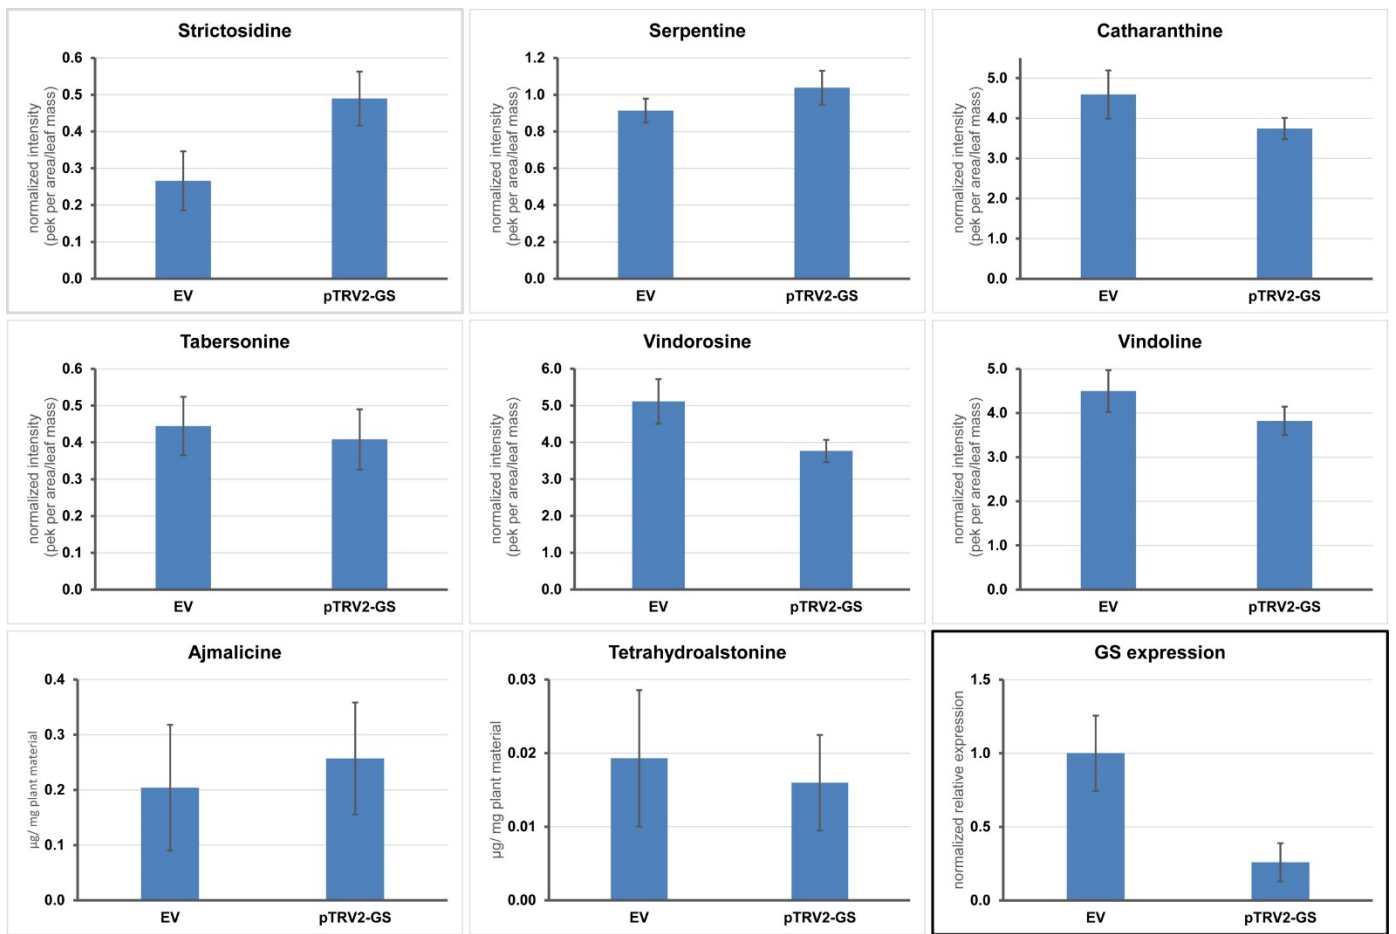 Strictosidine
normalized intensity
(pek per area/leaf mass)
0.6
0.5
0.4
0.3
0.2
0.1
0.0
EV pTRV2-GS
Serpentine
normalized intensity
(pek per area/leaf mass)
1.2
1.0
0.8
0.6
0.4
0.2
0.0
EV pTRV2-GS
Catharanthine
normalized intensity
(pek per area/leaf mass)
5.0
4.0
3.0
2.0
1.0
0.0
EV pTRV2-GS
Tabersonine
normalized intensity
(pek per area/leaf mass)
0.6
0.5
0.4
0.3
0.2
0.1
0.0
EV pTRV2-GS
Vindorosine
normalized intensity
(pek per area/leaf mass)
6.0
5.0
4.0
3.0
2.0
1.0
0.0
EV pTRV2-GS
Vindoline
normalized intensity
(pek per area/leaf mass)
5.0
4.0
3.0
2.0
1.0
0.0
EV pTRV2-GS
Ajmalicine
µg/ mg plant material
0.4
0.3
0.2
0.1
0.0
EV pTRV2-GS
Tetrahydroalstonine
µg/ mg plant material
0.03
0.02
0.01
0.00
EV pTRV2-GS
GS expression
normalized relative expression
1.5
1.0
0.5
0.0
EV pTRV2-GS